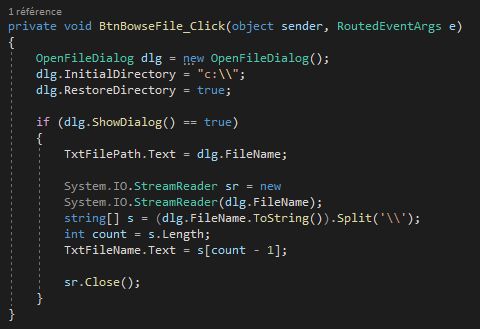 1 référence
private void BtnBowseFile_Click(object sender, RoutedEventArgs e)
{
OpenFileDialog dlg = new OpenFileDialog();
dlg.InitialDirectory = "c:\\";
dlg.RestoreDirectory = true;
if (dlg.ShowDialog() == true)
{
TxtFilePath.Text = dlg.FileName;
System.IO.StreamReader sr = new
System.IO.StreamReader(dlg.FileName);
string[] s = (dlg.FileName.ToString()).Split('\\');
int count = s.Length;
TxtFileName.Text = s[count - 1];
sr.Close();
}
}